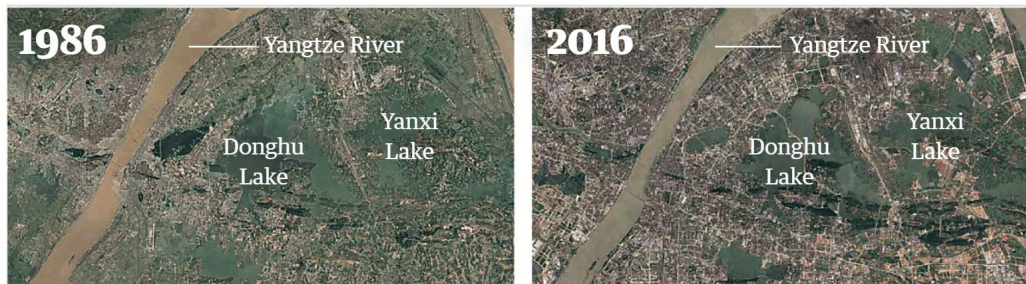 1986
Yangtze River
Donghu
Lake
Yanxi
Lake
2016
Yangtze River
Donghu
Lake
Yanxi
Lake